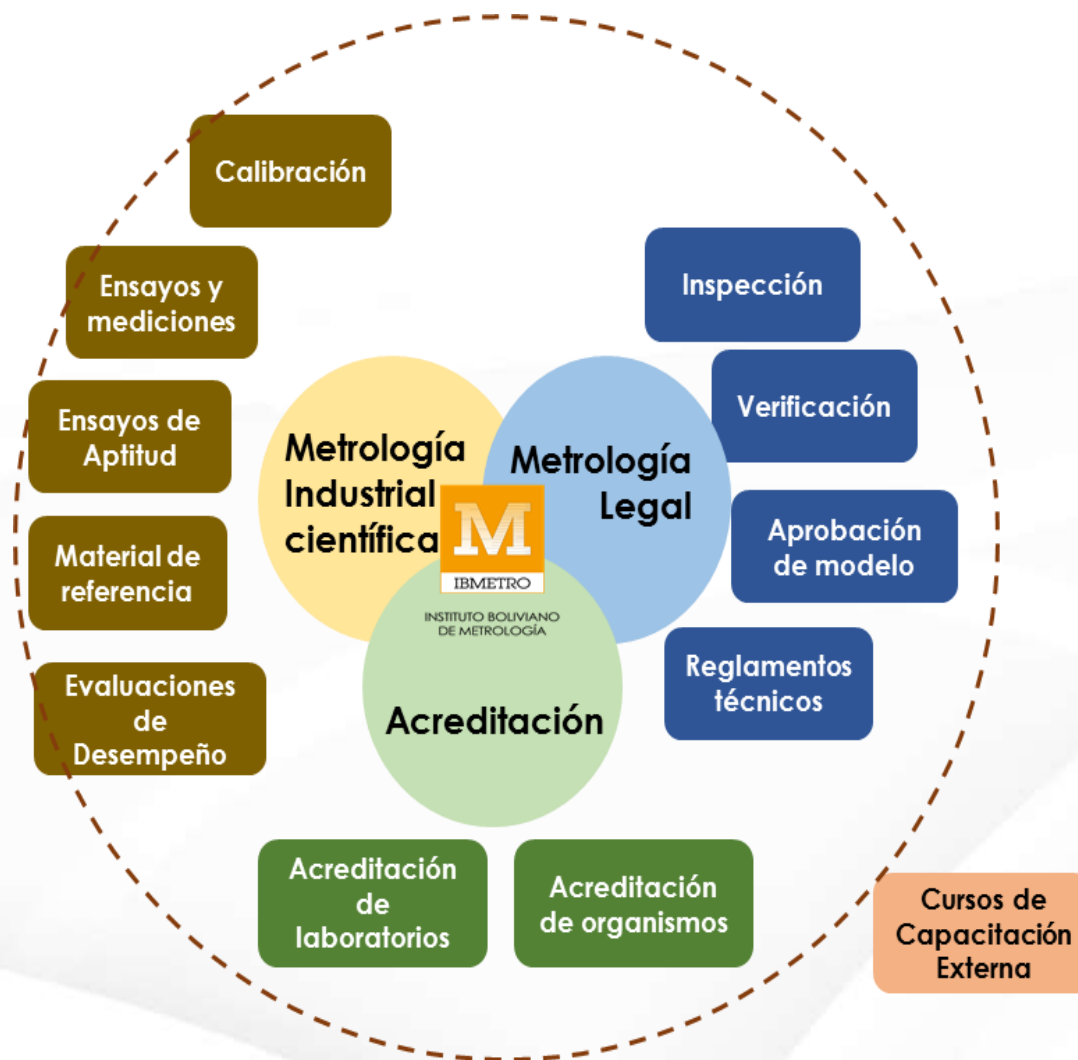 Calibración
Ensayos y
mediciones
Ensayos de
Aptitud
Material de
referencia
Evaluaciones
de
Desempeño
Inspección
Verificación
Aprobación
de modelo
Reglamentos
técnicos
Metrología
Industrial
científica
Metrología
Legal
M
IBMETRO
INSTITUTO BOLIVIANO
DE METROLOGÍA
Acreditación
Acreditación
de
laboratorios
Acreditación
de organismos
Cursos de
Capacitación
Externa